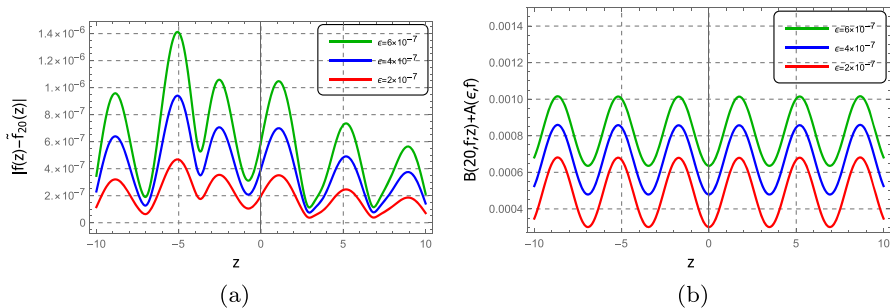 1.4×10⁻⁶
1.2×10⁻⁶
1.×10⁻⁶
8.×10⁻⁷
6.×10⁻⁷
4.×10⁻⁷
2.×10⁻⁷
|f(z)−f̃₂₀(z)|
ϵ=6×10⁻⁷
ϵ=4×10⁻⁷
ϵ=2×10⁻⁷
−10 −5 0 5 10
z
(a)
0.0014
0.0012
0.0010
0.0008
0.0006
0.0004
B(20,f;z)+A(ϵ,f)
ϵ=6×10⁻⁷
ϵ=4×10⁻⁷
ϵ=2×10⁻⁷
−10 −5 0 5 10
z
(b)